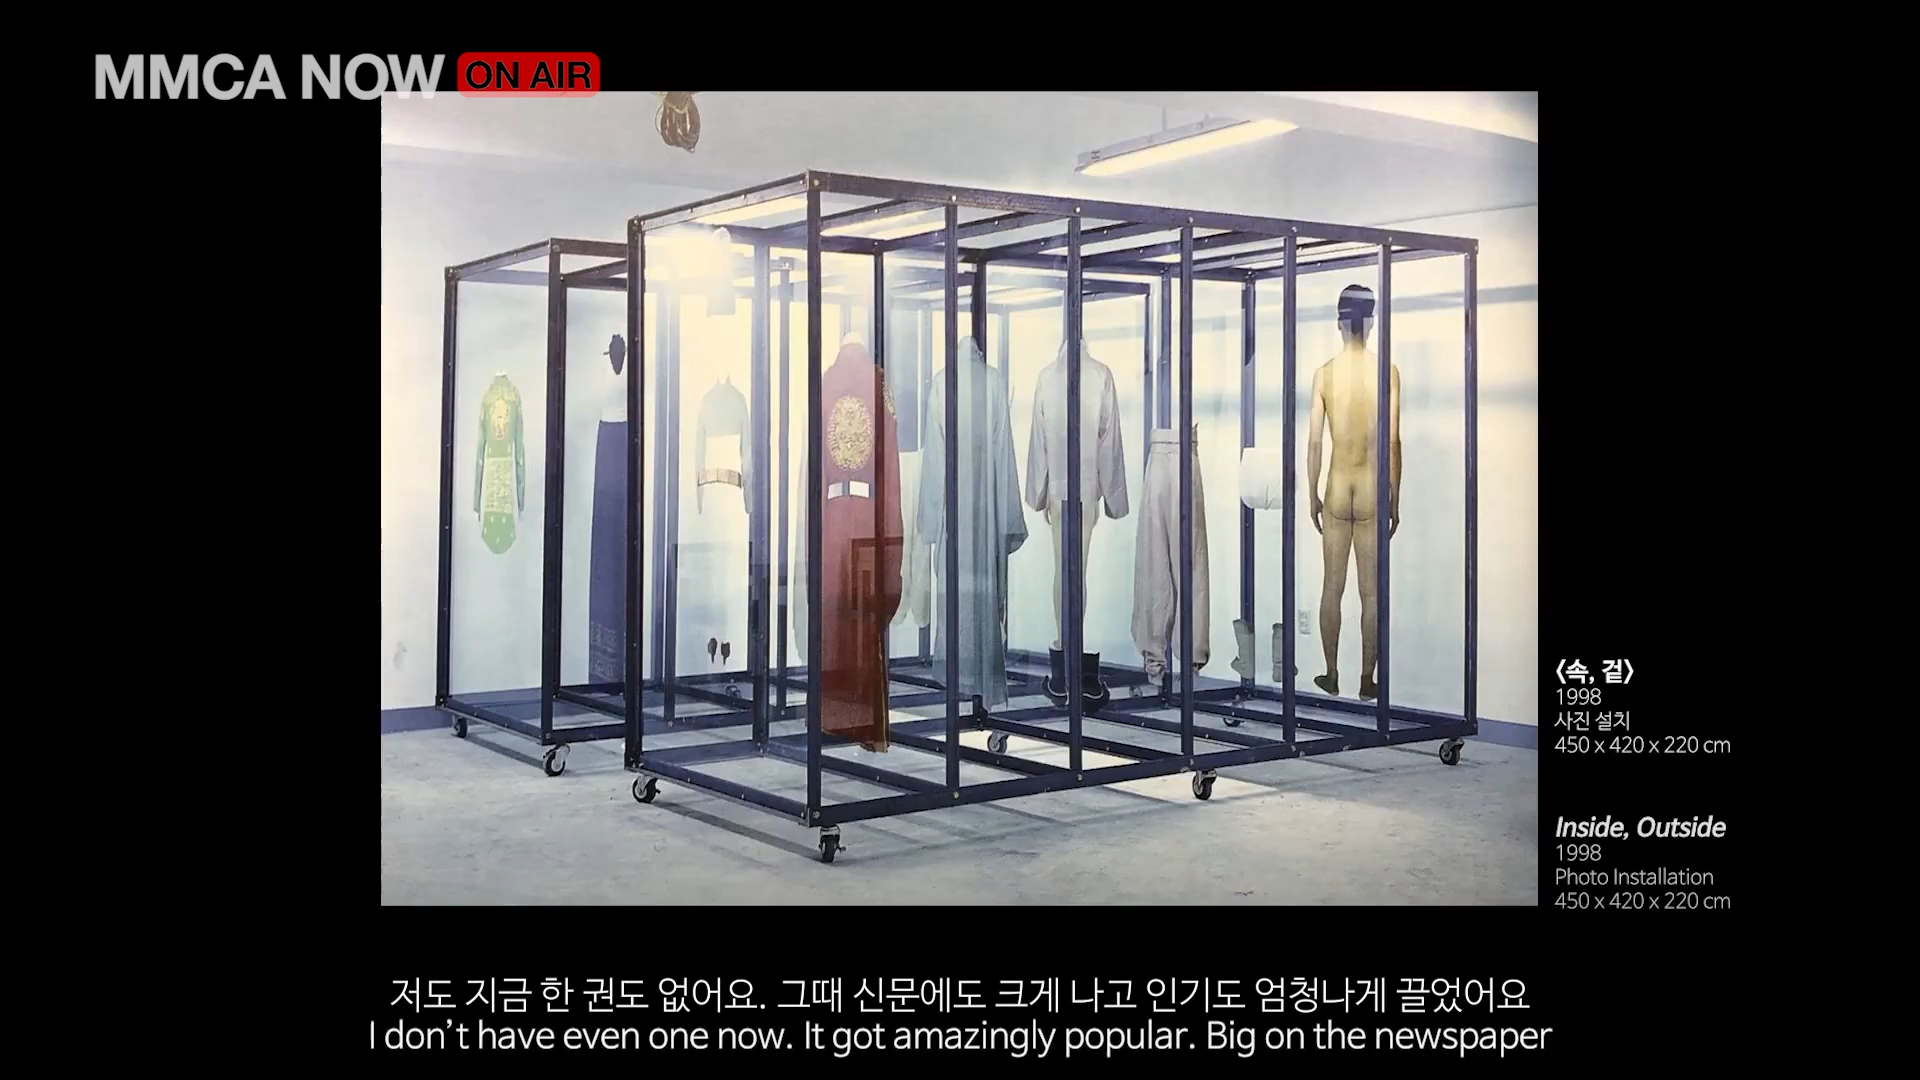 MMCA NOW ON AIR
〈속, 겉〉
1998
사진 설치
450 x 420 x 220 cm
Inside, Outside
1998
Photo Installation
450 x 420 x 220 cm
저도 지금 한 권도 없어요. 그때 신문에도 크게 나고 인기도 엄청나게 끌었어요
I don’t have even one now. It got amazingly popular. Big on the newspaper